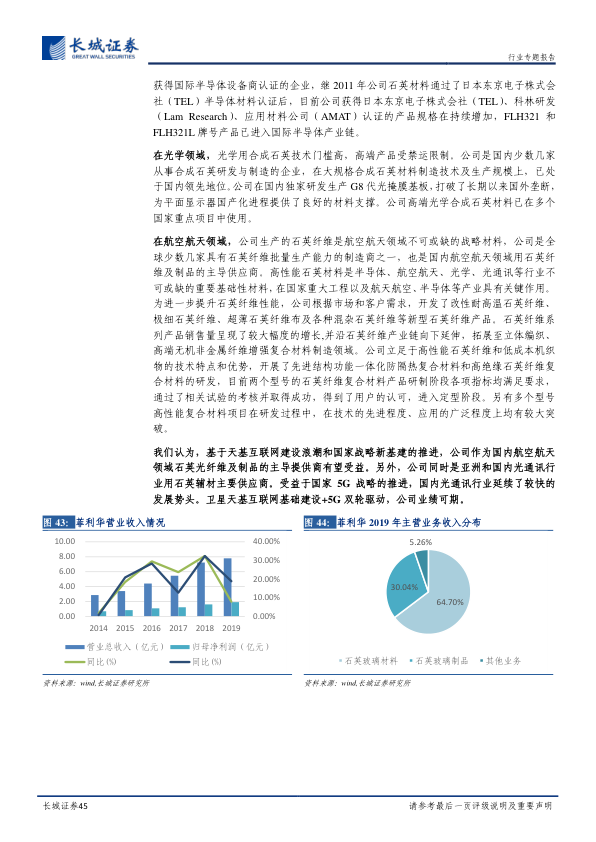 长城证券
GREAT WALL SECURITIES
行业专题报告
获得国际半导体设备商认证的企业，继 2011 年公司石英材料通过了日本东京电子株式会
社（TEL）半导体材料认证后，目前公司获得日本东京电子株式会社（TEL）、科林研发
（Lam Research）、应用材料公司（AMAT）认证的产品规格在持续增加，FLH321 和
FLH321L 牌号产品已进入国际半导体产业链。
在光学领域，光学用合成石英技术门槛高，高端产品受禁运限制。公司是国内少数几家
从事合成石英研发与制造的企业，在大规格合成石英材料制造技术及生产规模上，已处
于国内领先地位。公司在国内独家研发生产 G8 代光掩膜基板，打破了长期以来国外垄断，
为平面显示器国产化进程提供了良好的材料支撑。公司高端光学合成石英材料已在多个
国家重点项目中使用。
在航空航天领域，公司生产的石英纤维是航空航天领域不可或缺的战略材料，公司是全
球少数几家具有石英纤维批量生产能力的制造商之一，也是国内航空航天领域用石英纤
维及制品的主导供应商。高性能石英材料是半导体、航空航天、光学、光通讯等行业不
可或缺的重要基础性材料，在国家重大工程以及航天航空、半导体等产业具有关键作用。
为进一步提升石英纤维性能，公司根据市场和客户需求，开发了改性耐高温石英纤维、
极细石英纤维、超薄石英纤维布及各种混杂石英纤维等新型石英纤维产品。石英纤维系
列产品销售量呈现了较大幅度的增长,并沿石英纤维产业链向下延伸，拓展至立体编织、
高端无机非金属纤维增强复合材料制造领域。公司立足于高性能石英纤维和低成本机织
物的技术特点和优势，开展了先进结构功能一体化防隔热复合材料和高绝缘石英纤维复
合材料的研发，目前两个型号的石英纤维复合材料产品研制阶段各项指标均满足要求，
通过了相关试验的考核并取得成功，得到了用户的认可，进入定型阶段。另有多个型号
高性能复合材料项目在研发过程中，在技术的先进程度、应用的广泛程度上均有较大突
破。
我们认为，基于天基互联网建设浪潮和国家战略新基建的推进，公司作为国内航空航天
领域石英光纤维及制品的主导提供商有望受益。另外，公司同时是亚洲和国内光通讯行
业用石英辅材主要供应商。受益于国家 5G 战略的推进，国内光通讯行业延续了较快的
发展势头。卫星天基互联网基础建设+5G 双轮驱动，公司业绩可期。
图 43：菲利华营业收入情况
10.00
8.00
6.00
4.00
2.00
0.00
40.00%
30.00%
20.00%
10.00%
0.00%
2014 2015 2016 2017 2018 2019
营业总收入（亿元） 归母净利润（亿元）
同比(%) 同比(%)
资料来源：wind,长城证券研究所
图 44：菲利华 2019 年主营业务收入分布
5.26%
30.04%
64.70%
石英玻璃材料 石英玻璃制品 其他业务
资料来源：wind,长城证券研究所
长城证券45
请参考最后一页评级说明及重要声明